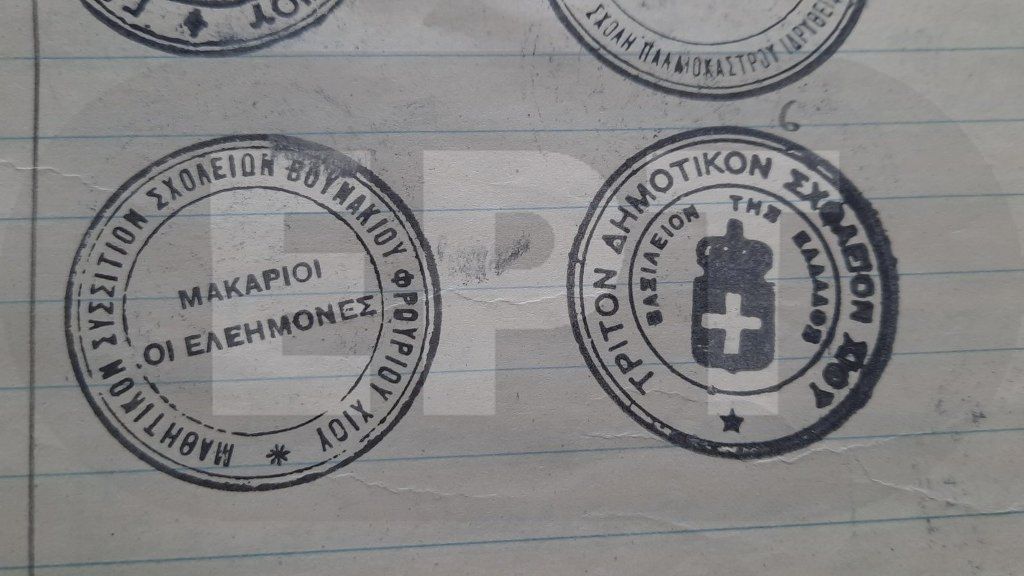 ΣΧΟΛΗ ΠΑΛΑΙΟΚΑΣΤΡΟΥ
6
ΜΑΘΗΤΙΚΟΝ ΣΥΣΣΙΤΙΟΝ ΣΧΟΛΕΙΩΝ ΒΟΥΝΑΚΙΟΥ ΦΡΟΥΡΙΟΥ ΧΙΟΥ
ΜΑΚΑΡΙΟΙ
ΟΙ ΕΛΕΗΜΟΝΕΣ
ΤΡΙΤΟΝ ΔΗΜΟΤΙΚΟΝ ΣΧΟΛΕΙΟΝ ΧΙΟΥ
ΒΑΣΙΛΕΙΟΝ ΤΗΣ ΕΛΛΑΔΟΣ